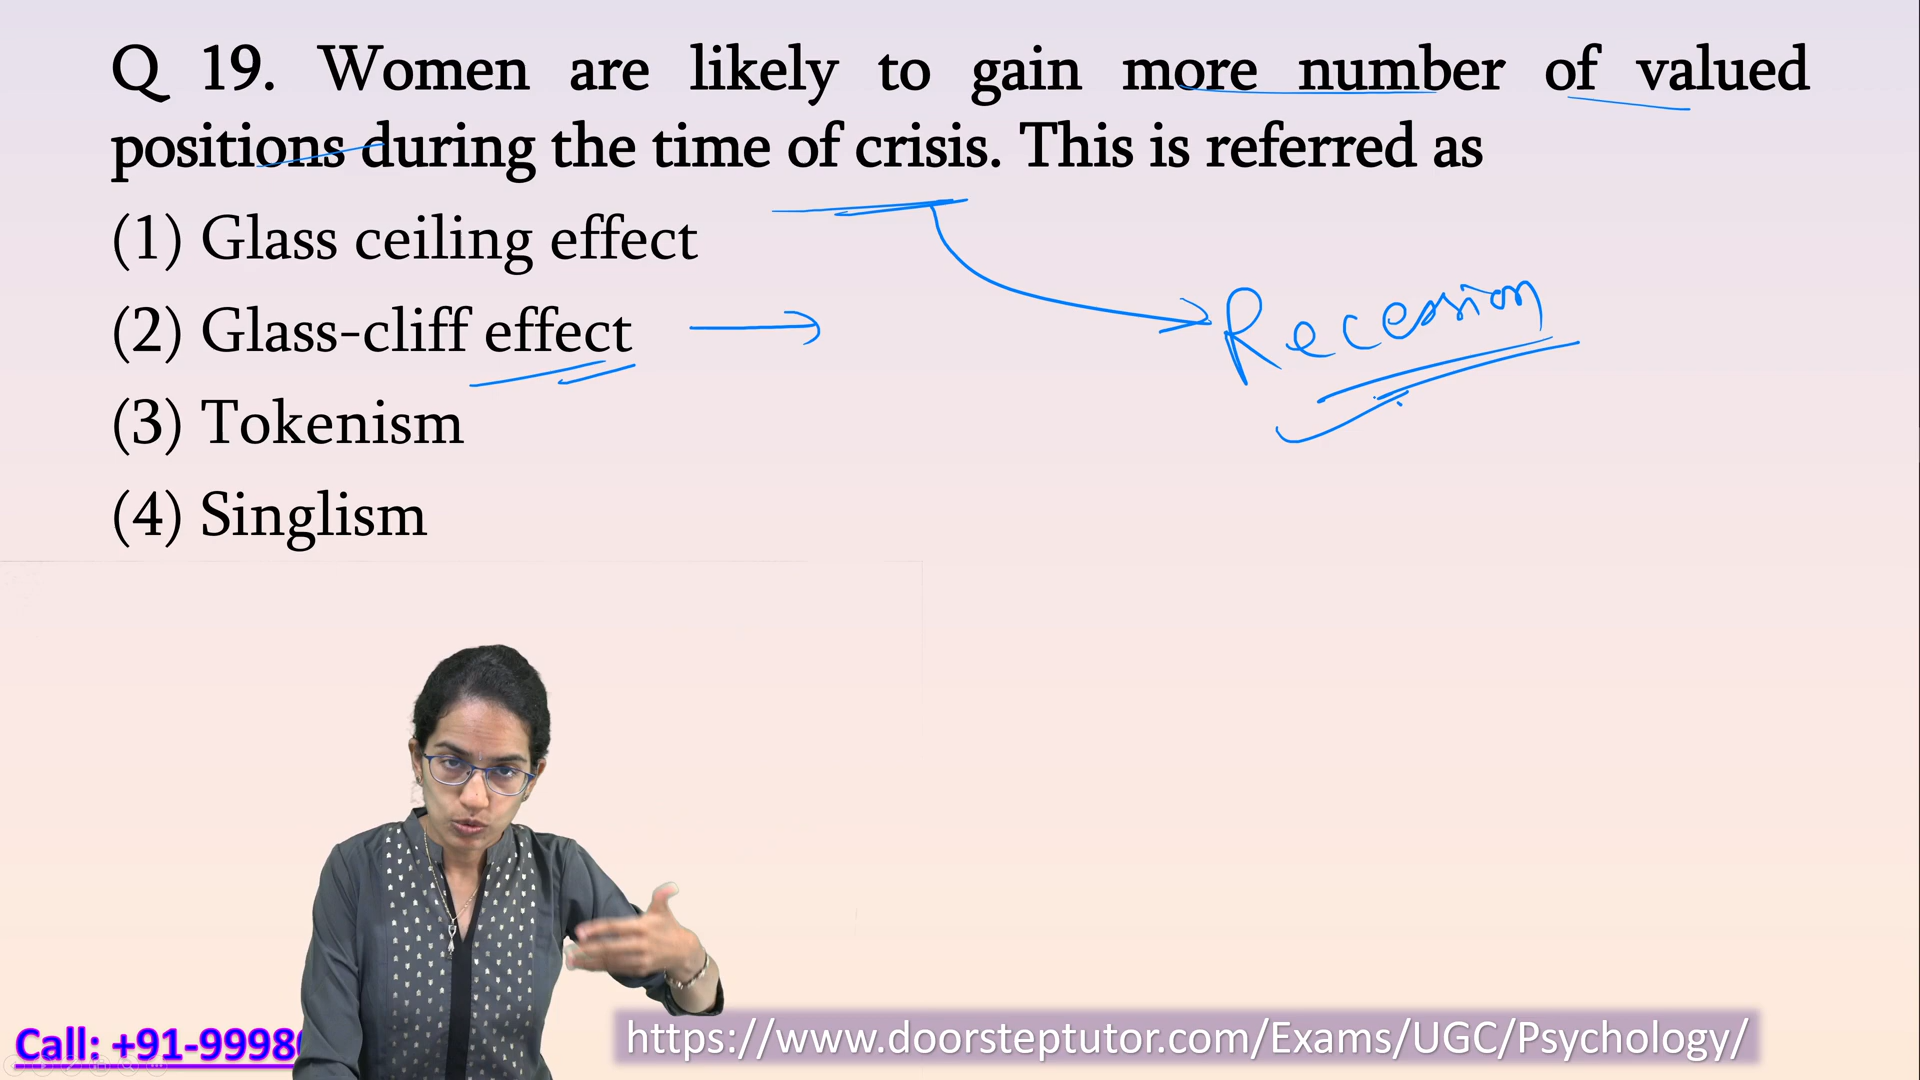 Q 19. Women are likely to gain more number of valued
positions during the time of crisis. This is referred as
(1) Glass ceiling effect
(2) Glass-cliff effect
Recession
(3) Tokenism
(4) Singlism
Call: +91-9998
https://www.doorsteptutor.com/Exams/UGC/Psychology/